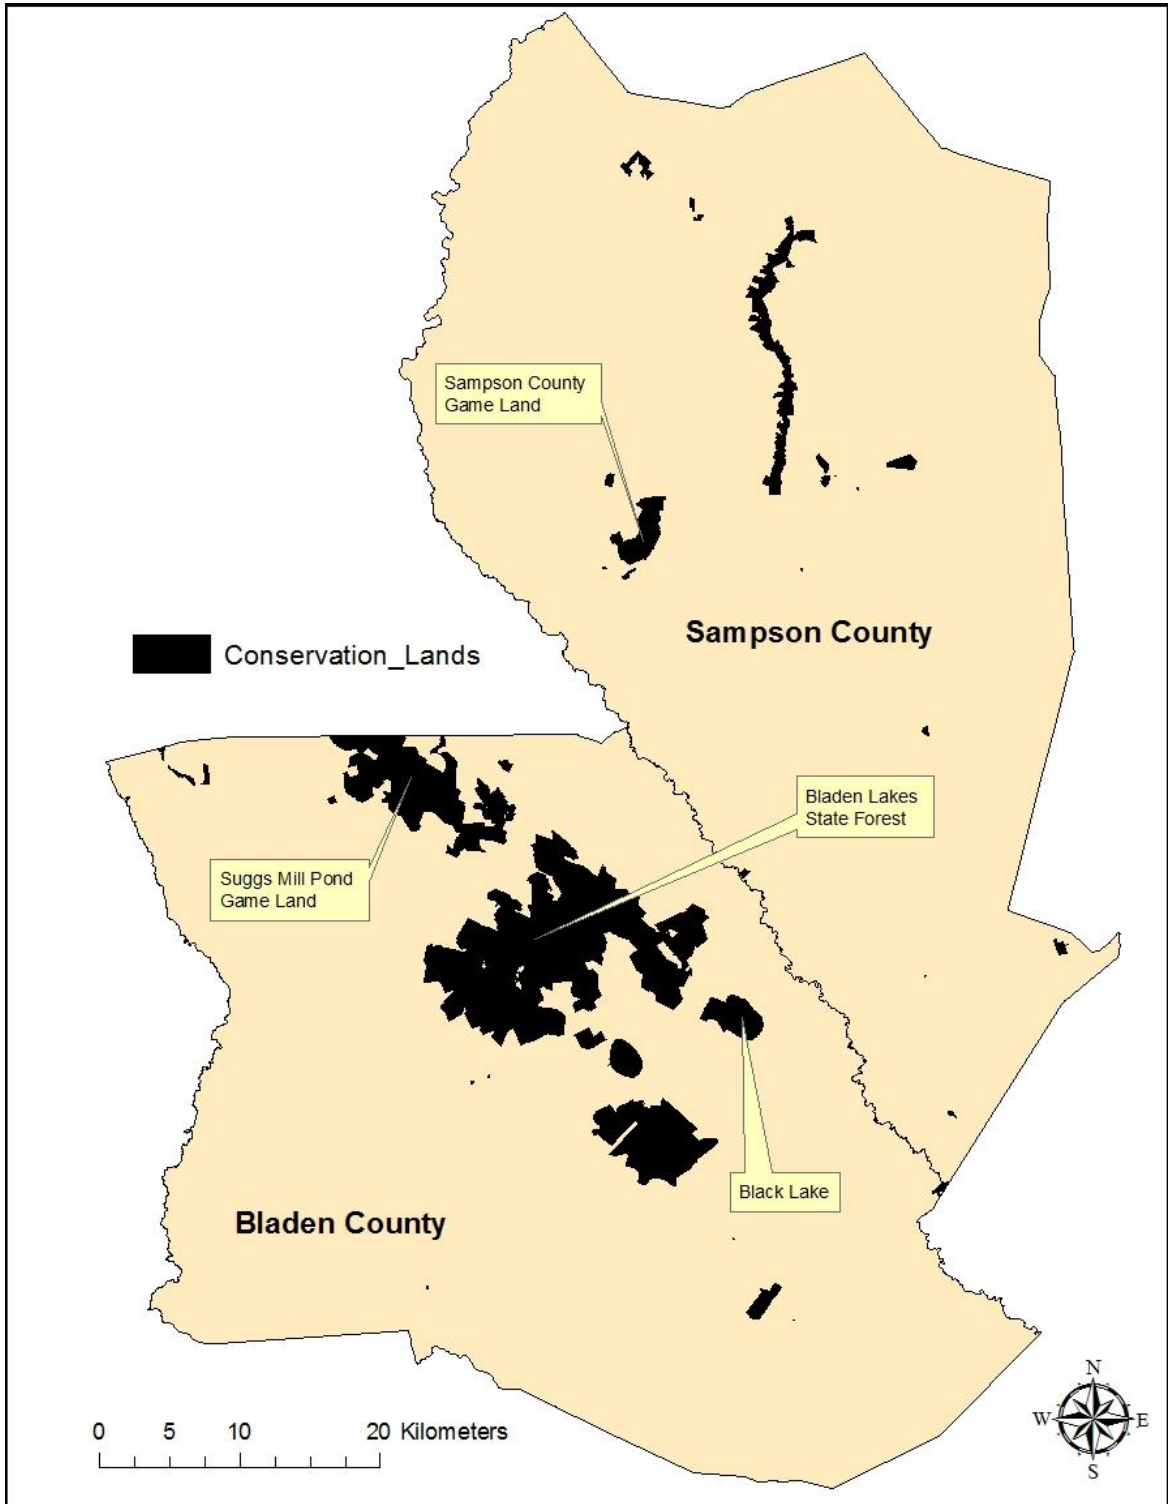 Sampson County
Game Land
Sampson County
Conservation_Lands
Bladen Lakes
State Forest
Suggs Mill Pond
Game Land
Black Lake
Bladen County
N
W
E
S
0 5 10 20 Kilometers